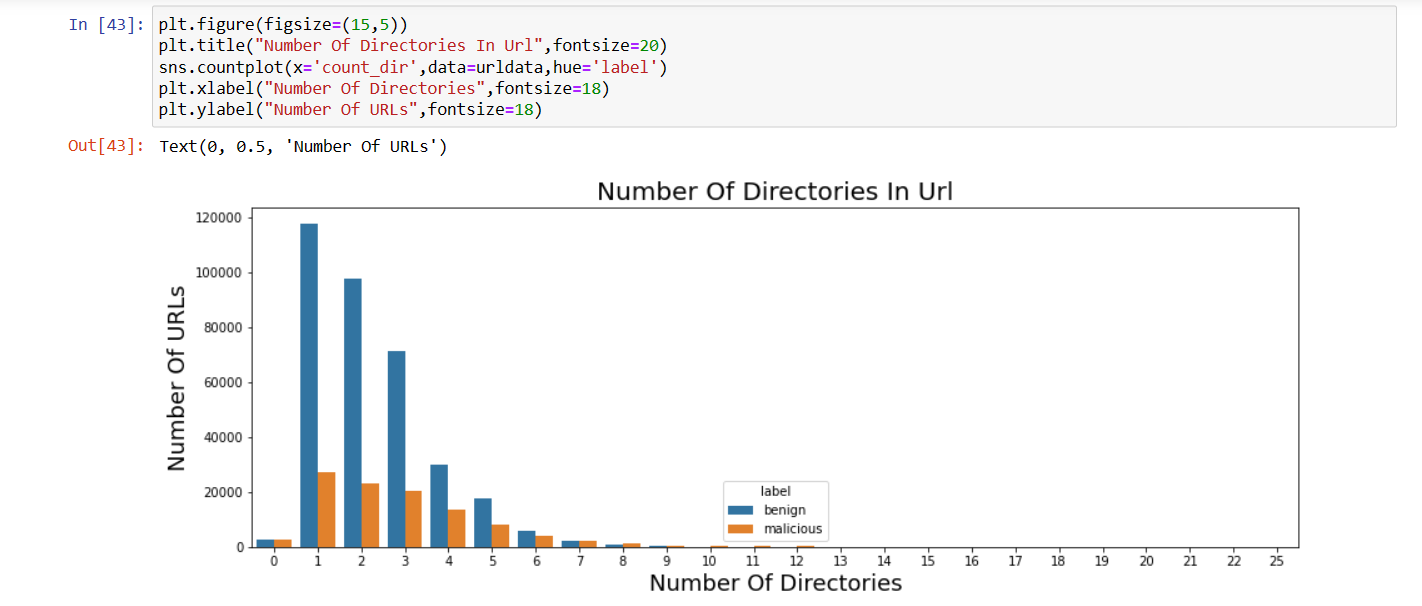 In [43]: plt.figure(figsize=(15,5))
plt.title("Number Of Directories In Url",fontsize=20)
sns.countplot(x='count_dir',data=urldata,hue='label')
plt.xlabel("Number Of Directories",fontsize=18)
plt.ylabel("Number Of URLs",fontsize=18)
Out[43]: Text(0, 0.5, 'Number Of URLs')
Number Of Directories In Url
Number Of URLs
120000
100000
80000
60000
40000
20000
0
label
benign
malicious
0 1 2 3 4 5 6 7 8 9 10 11 12 13 14 15 16 17 18 19 20 21 22 23 25
Number Of Directories